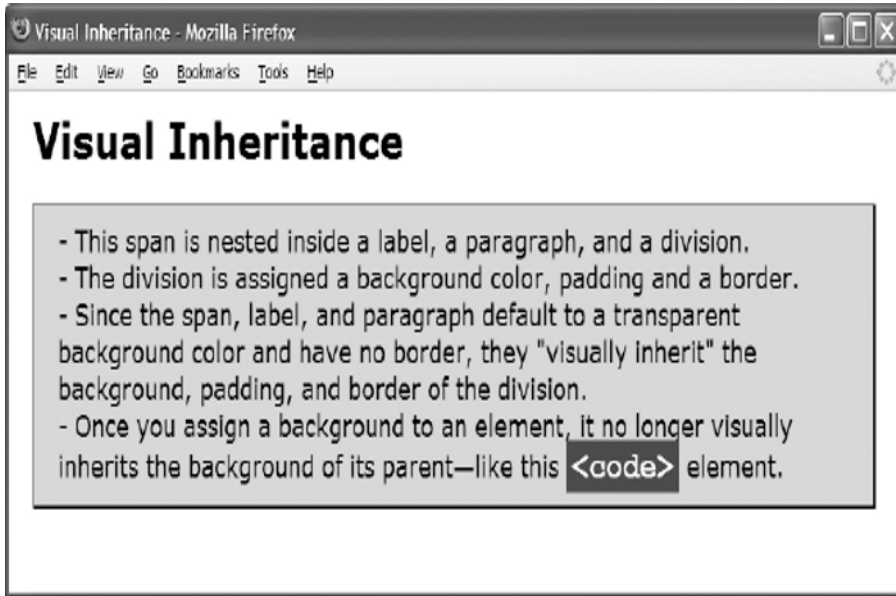 Visual Inheritance - Mozilla Firefox
File Edit View Go Bookmarks Tools Help
Visual Inheritance
- This span is nested inside a label, a paragraph, and a division.
- The division is assigned a background color, padding and a border.
- Since the span, label, and paragraph default to a transparent
background color and have no border, they "visually inherit" the
background, padding, and border of the division.
- Once you assign a background to an element, it no longer visually
inherits the background of its parent—like this <code> element.